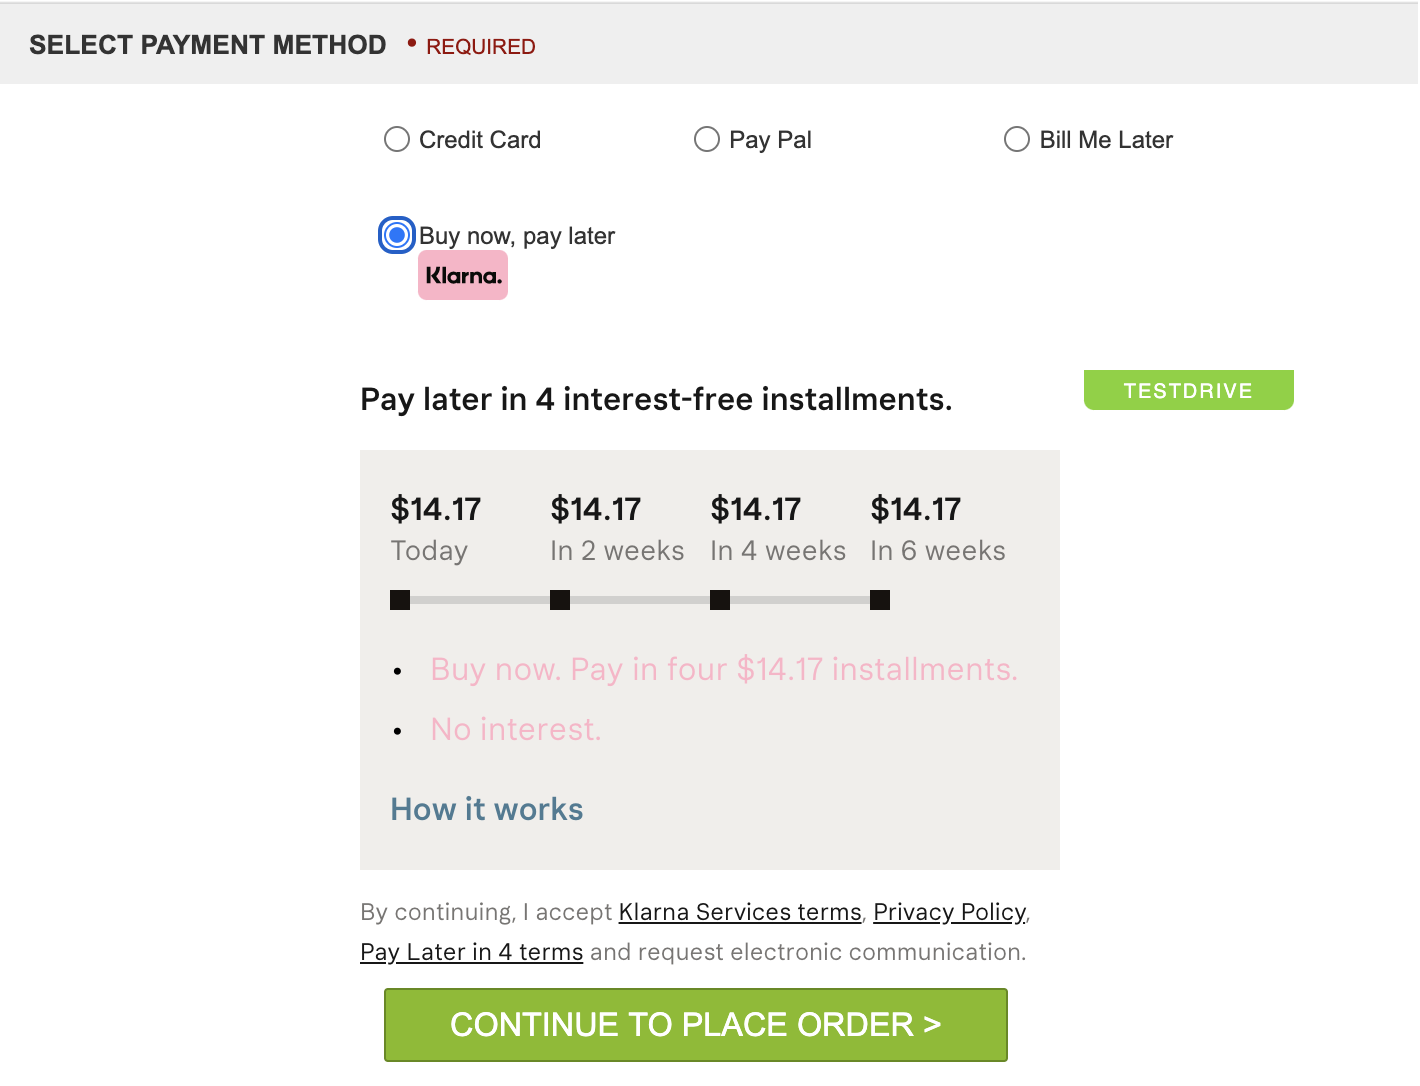 SELECT PAYMENT METHOD • REQUIRED
Credit Card
Pay Pal
Bill Me Later
Buy now, pay later
Klarna.
Pay later in 4 interest-free installments.
TESTDRIVE
$14.17 $14.17 $14.17 $14.17
Today In 2 weeks In 4 weeks In 6 weeks
• Buy now. Pay in four $14.17 installments.
• No interest.
How it works
By continuing, I accept Klarna Services terms, Privacy Policy,
Pay Later in 4 terms and request electronic communication.
CONTINUE TO PLACE ORDER >